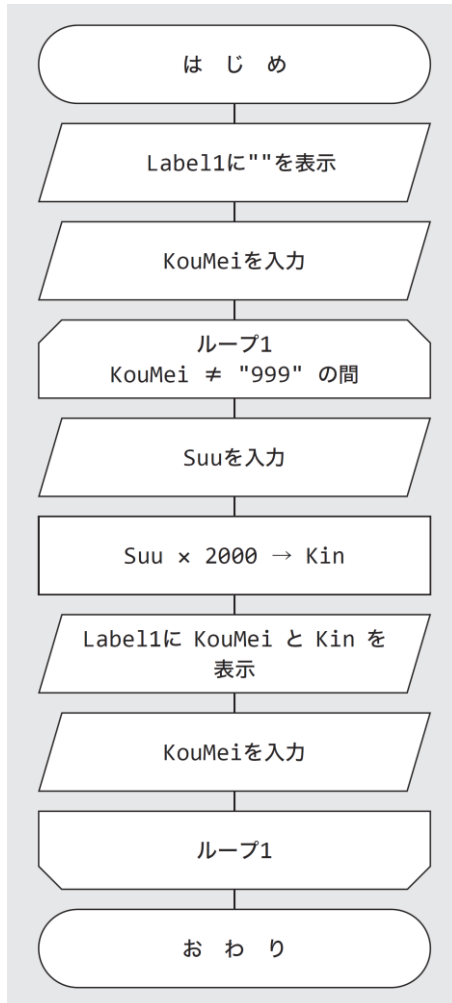 は じ め
Label1に""を表示
KouMeiを入力
ループ1
KouMei ≠ "999" の間
Suuを入力
Suu × 2000 → Kin
Label1に KouMei と Kin を
表示
KouMeiを入力
ループ1
お わ り